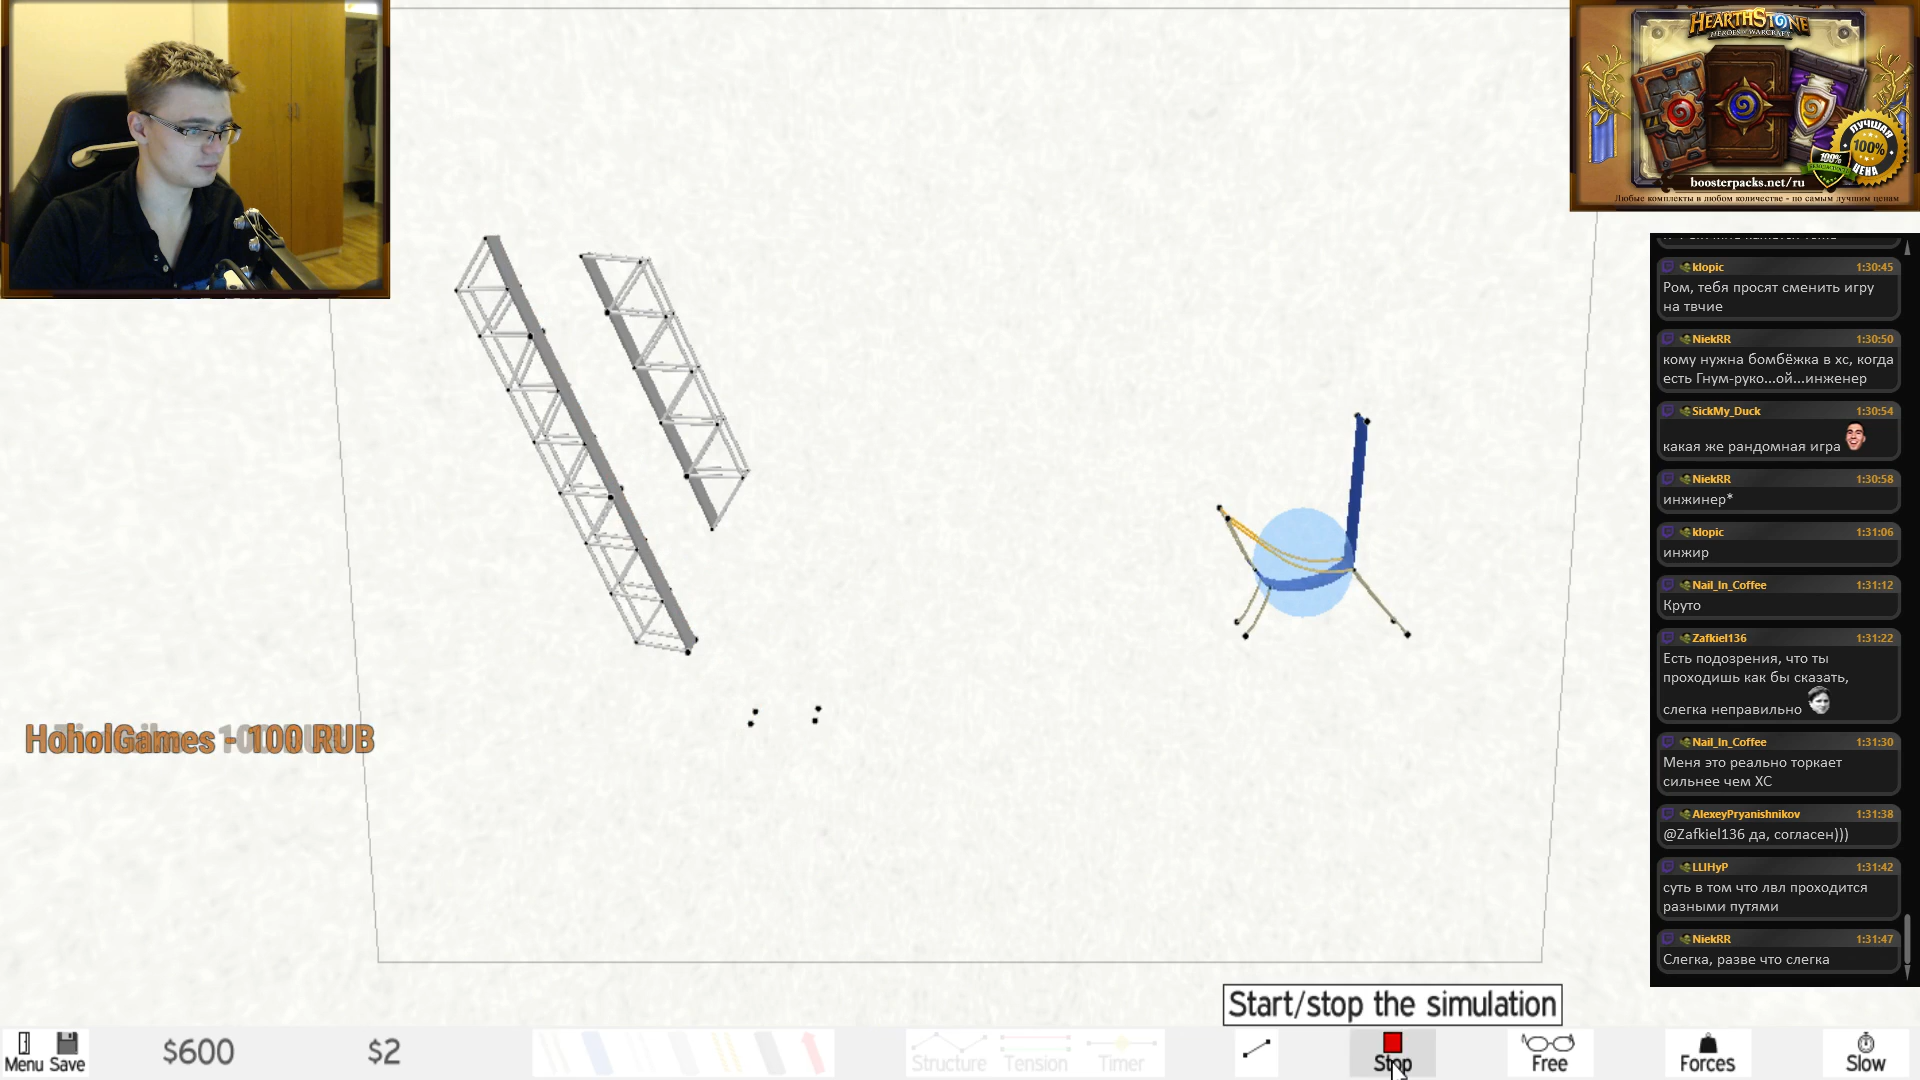 HEARTHSTONE
HEROES OF WARCRAFT
ЛУЧШАЯ
100%
ЦЕНА
100%
boosterpacks.net/ru
Любые комплекты в любом количестве - по самым лучшим ценам
klopic 1:30:45
Ром, тебя просят сменить игру
на твчие
NiekRR 1:30:50
кому нужна бомбёжка в хс, когда
есть Гнум-руко...ой...инженер
SickMy_Duck 1:30:54
какая же рандомная игра
NiekRR 1:30:58
инжинер*
klopic 1:31:06
инжир
Nail_In_Coffee 1:31:12
Круто
Zafkiel136 1:31:22
Есть подозрения, что ты
проходишь как бы сказать,
слегка неправильно
Nail_In_Coffee 1:31:30
Меня это реально торкает
сильнее чем ХС
AlexeyPryanishnikov 1:31:38
@Zafkiel136 да, согласен)))
LLIHyP 1:31:42
суть в том что лвл проходится
разными путями
NiekRR 1:31:47
Слегка, разве что слегка
HoholGames - 100 RUB
Start/stop the simulation
Menu Save $600 $2 Structure Tension Timer Stop Free Forces Slow